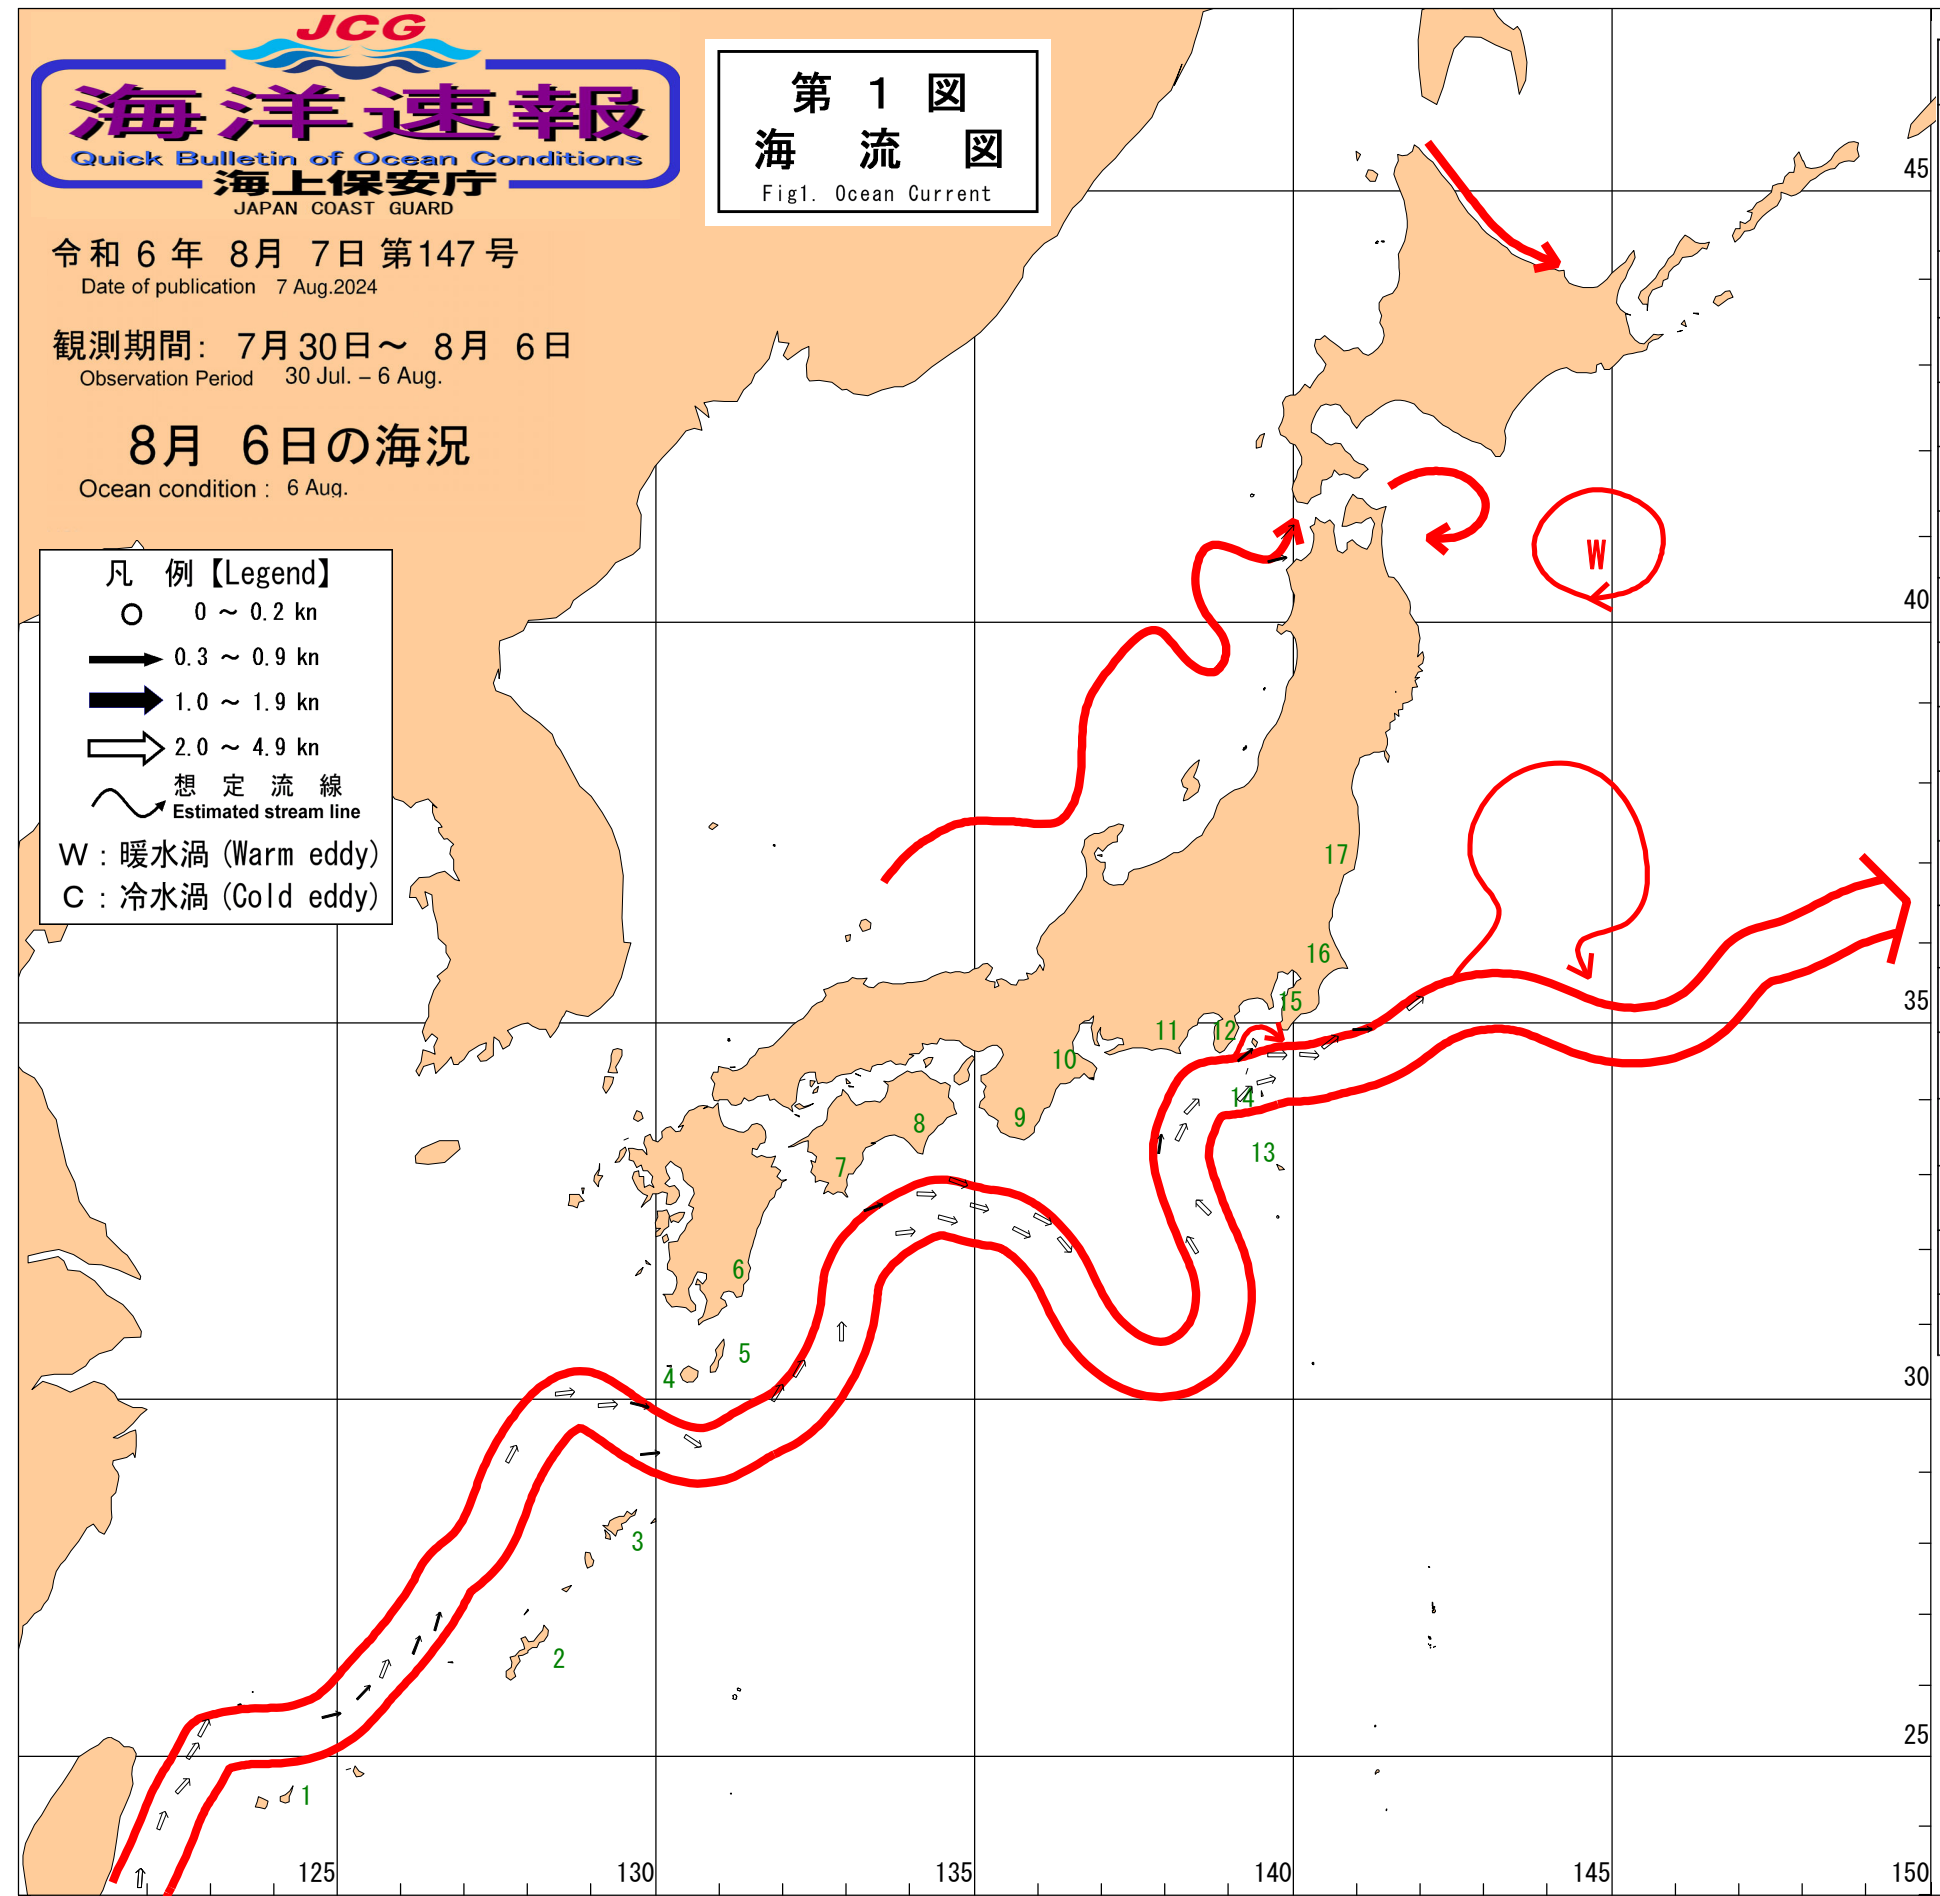 JCG
海洋速報
Quick Bulletin of Ocean Conditions
海上保安庁
JAPAN COAST GUARD
第 1 図
海 流 図
Fig1. Ocean Current
令和 6 年 8月 7日 第147 号
Date of publication 7 Aug.2024
観測期間: 7月 30日～ 8月 6日
Observation Period 30 Jul. – 6 Aug.
8月 6日の海況
Ocean condition : 6 Aug.
凡 例【Legend】
0 ～ 0.2 kn
0.3 ～ 0.9 kn
1.0 ～ 1.9 kn
2.0 ～ 4.9 kn
想 定 流 線
Estimated stream line
W : 暖水渦 (Warm eddy)
C : 冷水渦 (Cold eddy)
45
W
40
17
16
35
15
12
11
10
14
9
8
13
7
6
5
4
30
3
2
25
1
125
130
135
140
145
150